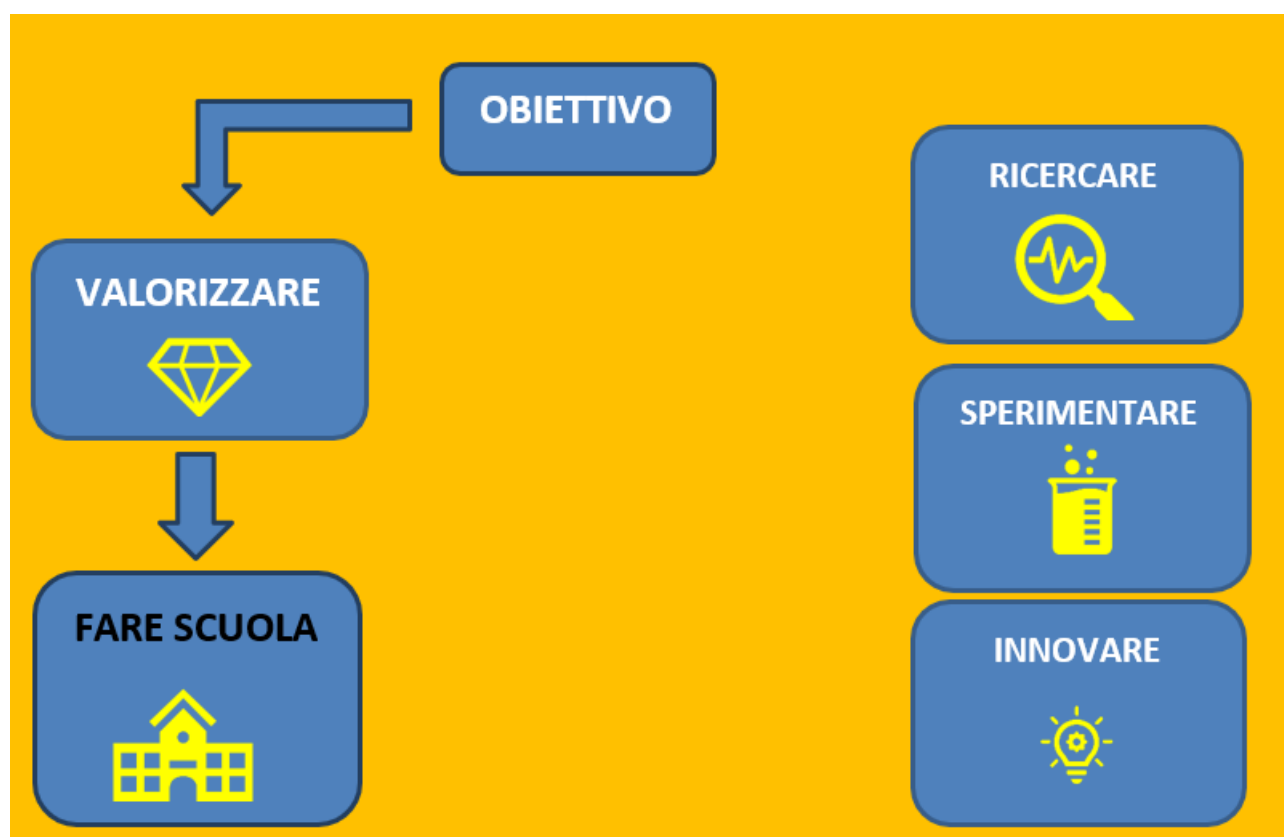 OBIETTIVO
VALORIZZARE
FARE SCUOLA
RICERCARE
SPERIMENTARE
INNOVARE